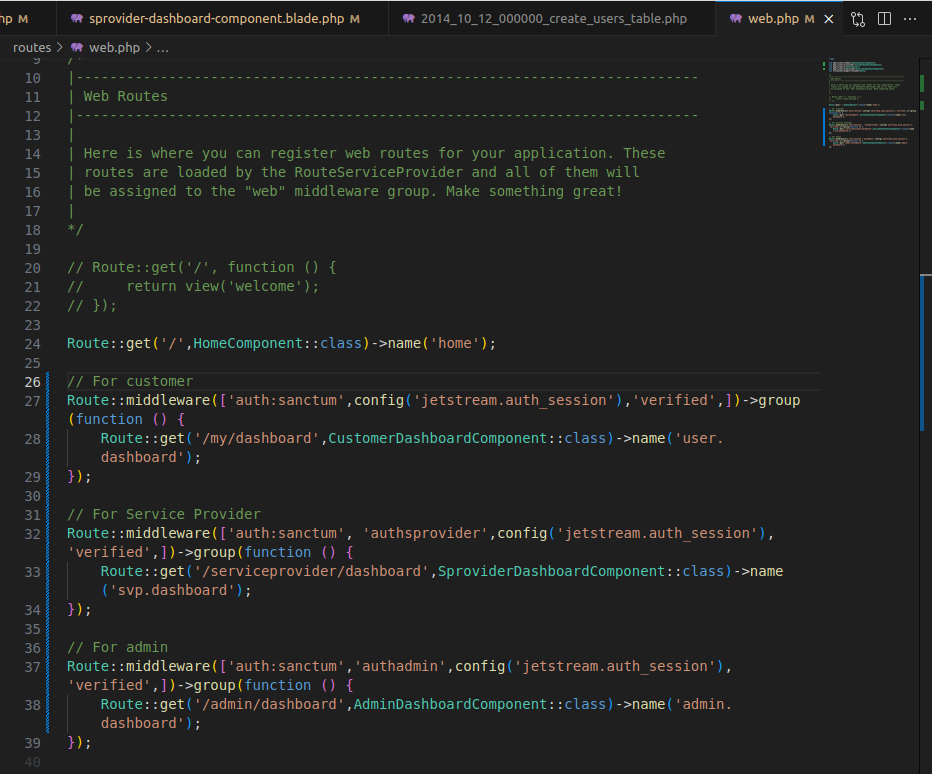 hp M
sprovider-dashboard-component.blade.php M
2014_10_12_000000_create_users_table.php
web.php M
routes > web.php > ...
9 /*
10 |--------------------------------------------------------------------------
11 | Web Routes
12 |--------------------------------------------------------------------------
13 |
14 | Here is where you can register web routes for your application. These
15 | routes are loaded by the RouteServiceProvider and all of them will
16 | be assigned to the "web" middleware group. Make something great!
17 |
18 */
19
20 // Route::get('/', function () {
21 //     return view('welcome');
22 // });
23
24 Route::get('/',HomeComponent::class)->name('home');
25
26 // For customer
27 Route::middleware(['auth:sanctum',config('jetstream.auth_session'),'verified',])->group
(function () {
28     Route::get('/my/dashboard',CustomerDashboardComponent::class)->name('user.
dashboard');
29 });
30
31 // For Service Provider
32 Route::middleware(['auth:sanctum', 'authsprovider',config('jetstream.auth_session'),
'verified',])->group(function () {
33     Route::get('/serviceprovider/dashboard',SproviderDashboardComponent::class)->name
('svp.dashboard');
34 });
35
36 // For admin
37 Route::middleware(['auth:sanctum','authadmin',config('jetstream.auth_session'),
'verified',])->group(function () {
38     Route::get('/admin/dashboard',AdminDashboardComponent::class)->name('admin.
dashboard');
39 });
40